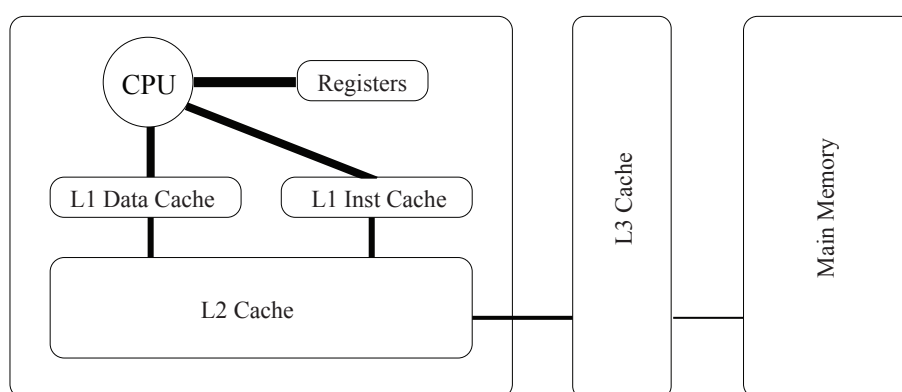 CPU
Registers
L1 Data Cache
L1 Inst Cache
L2 Cache
L3 Cache
Main Memory